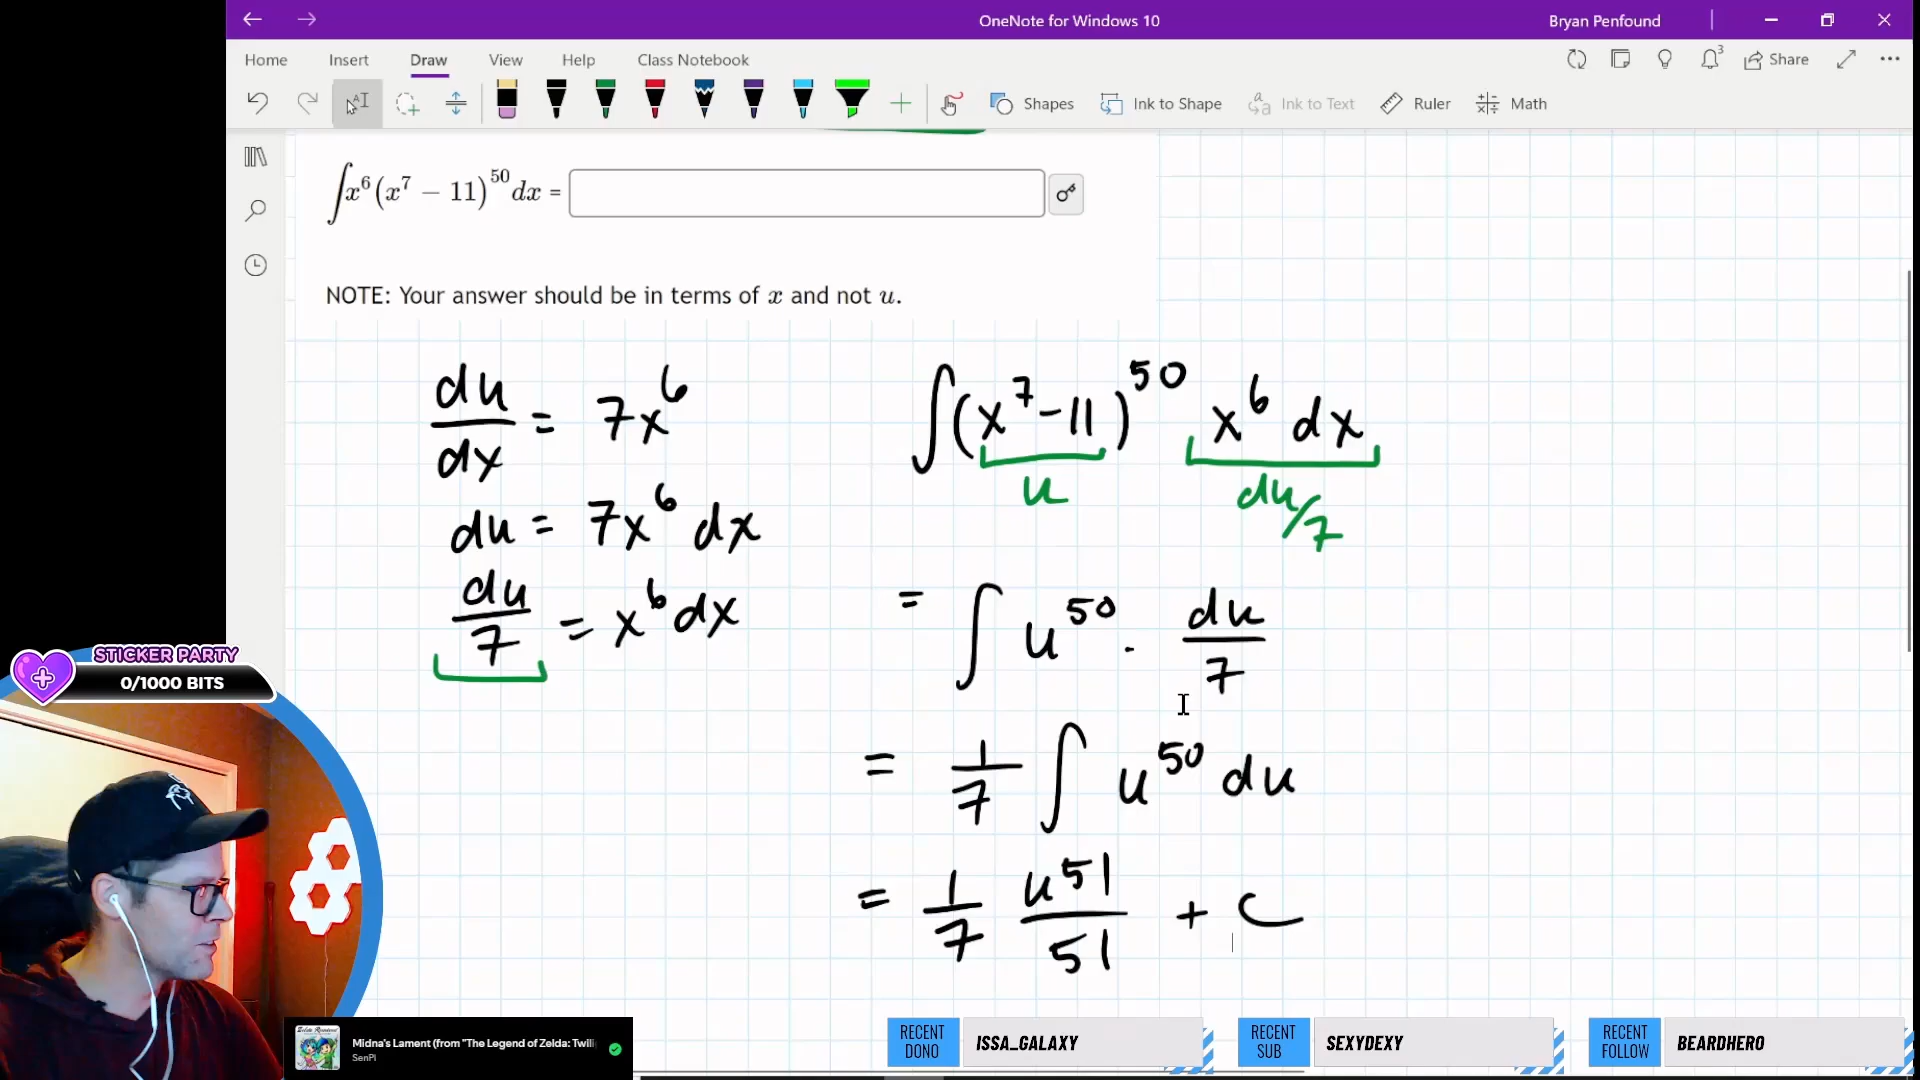 OneNote for Windows 10
Bryan Penfound
Home Insert Draw View Help Class Notebook
3 Share
Shapes Ink to Shape Ink to Text Ruler Math
∫x⁶(x⁷ − 11)⁵⁰dx =
NOTE: Your answer should be in terms of x and not u.
du/dx = 7x⁶
du = 7x⁶ dx
du/7 = x⁶dx
∫(x⁷-11)⁵⁰ x⁶ dx
u du/7
= ∫ u⁵⁰ · du/7
= 1/7 ∫ u⁵⁰ du
= 1/7 u⁵¹/51 + C
STICKER PARTY
0/1000 BITS
Midna's Lament (from "The Legend of Zelda: Twili
SenPi
RECENT DONO ISSA_GALAXY
RECENT SUB SEXYDEXY
RECENT FOLLOW BEARDHERO